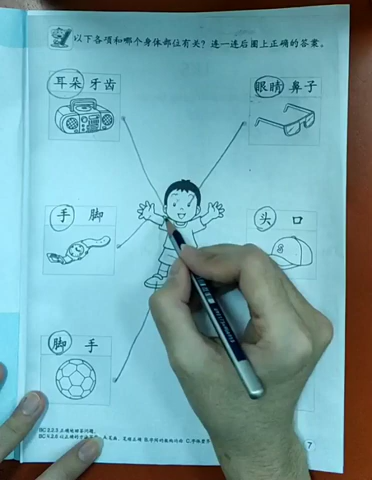 以下各项和哪个身体部位有关？连一连后圈上正确的答案。
耳朵 牙齿
眼睛 鼻子
手 脚
头 口
脚 手
7